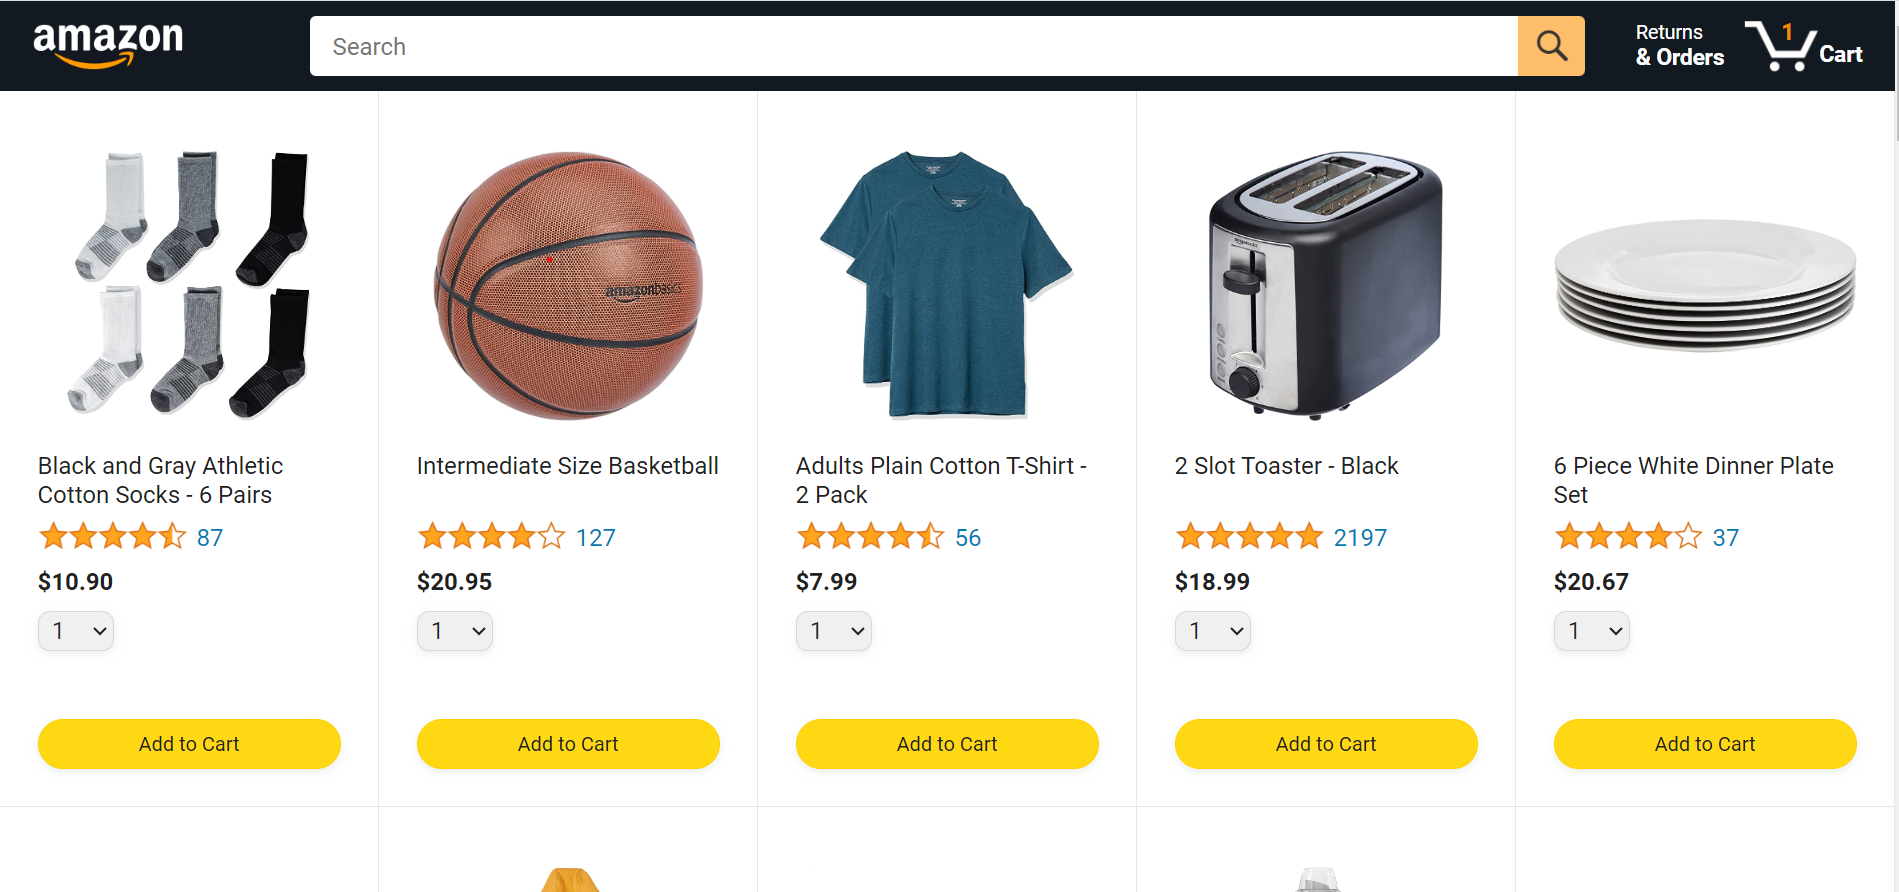 amazon
Search
Returns
& Orders
1
Cart
amazonbasics
Black and Gray Athletic
Cotton Socks - 6 Pairs
87
$10.90
1
Add to Cart
Intermediate Size Basketball
127
$20.95
1
Add to Cart
Adults Plain Cotton T-Shirt -
2 Pack
56
$7.99
1
Add to Cart
2 Slot Toaster - Black
2197
$18.99
1
Add to Cart
6 Piece White Dinner Plate
Set
37
$20.67
1
Add to Cart